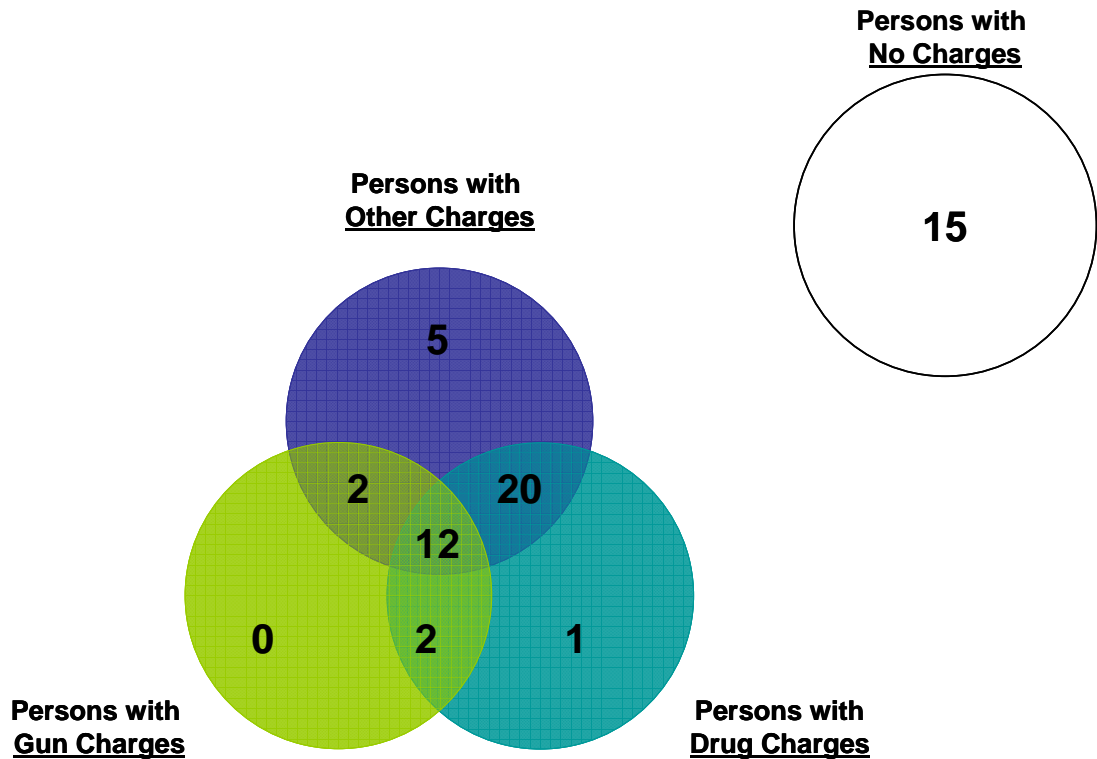 Persons with
No Charges
15
Persons with
Other Charges
5
2
20
12
0
2
1
Persons with
Gun Charges
Persons with
Drug Charges